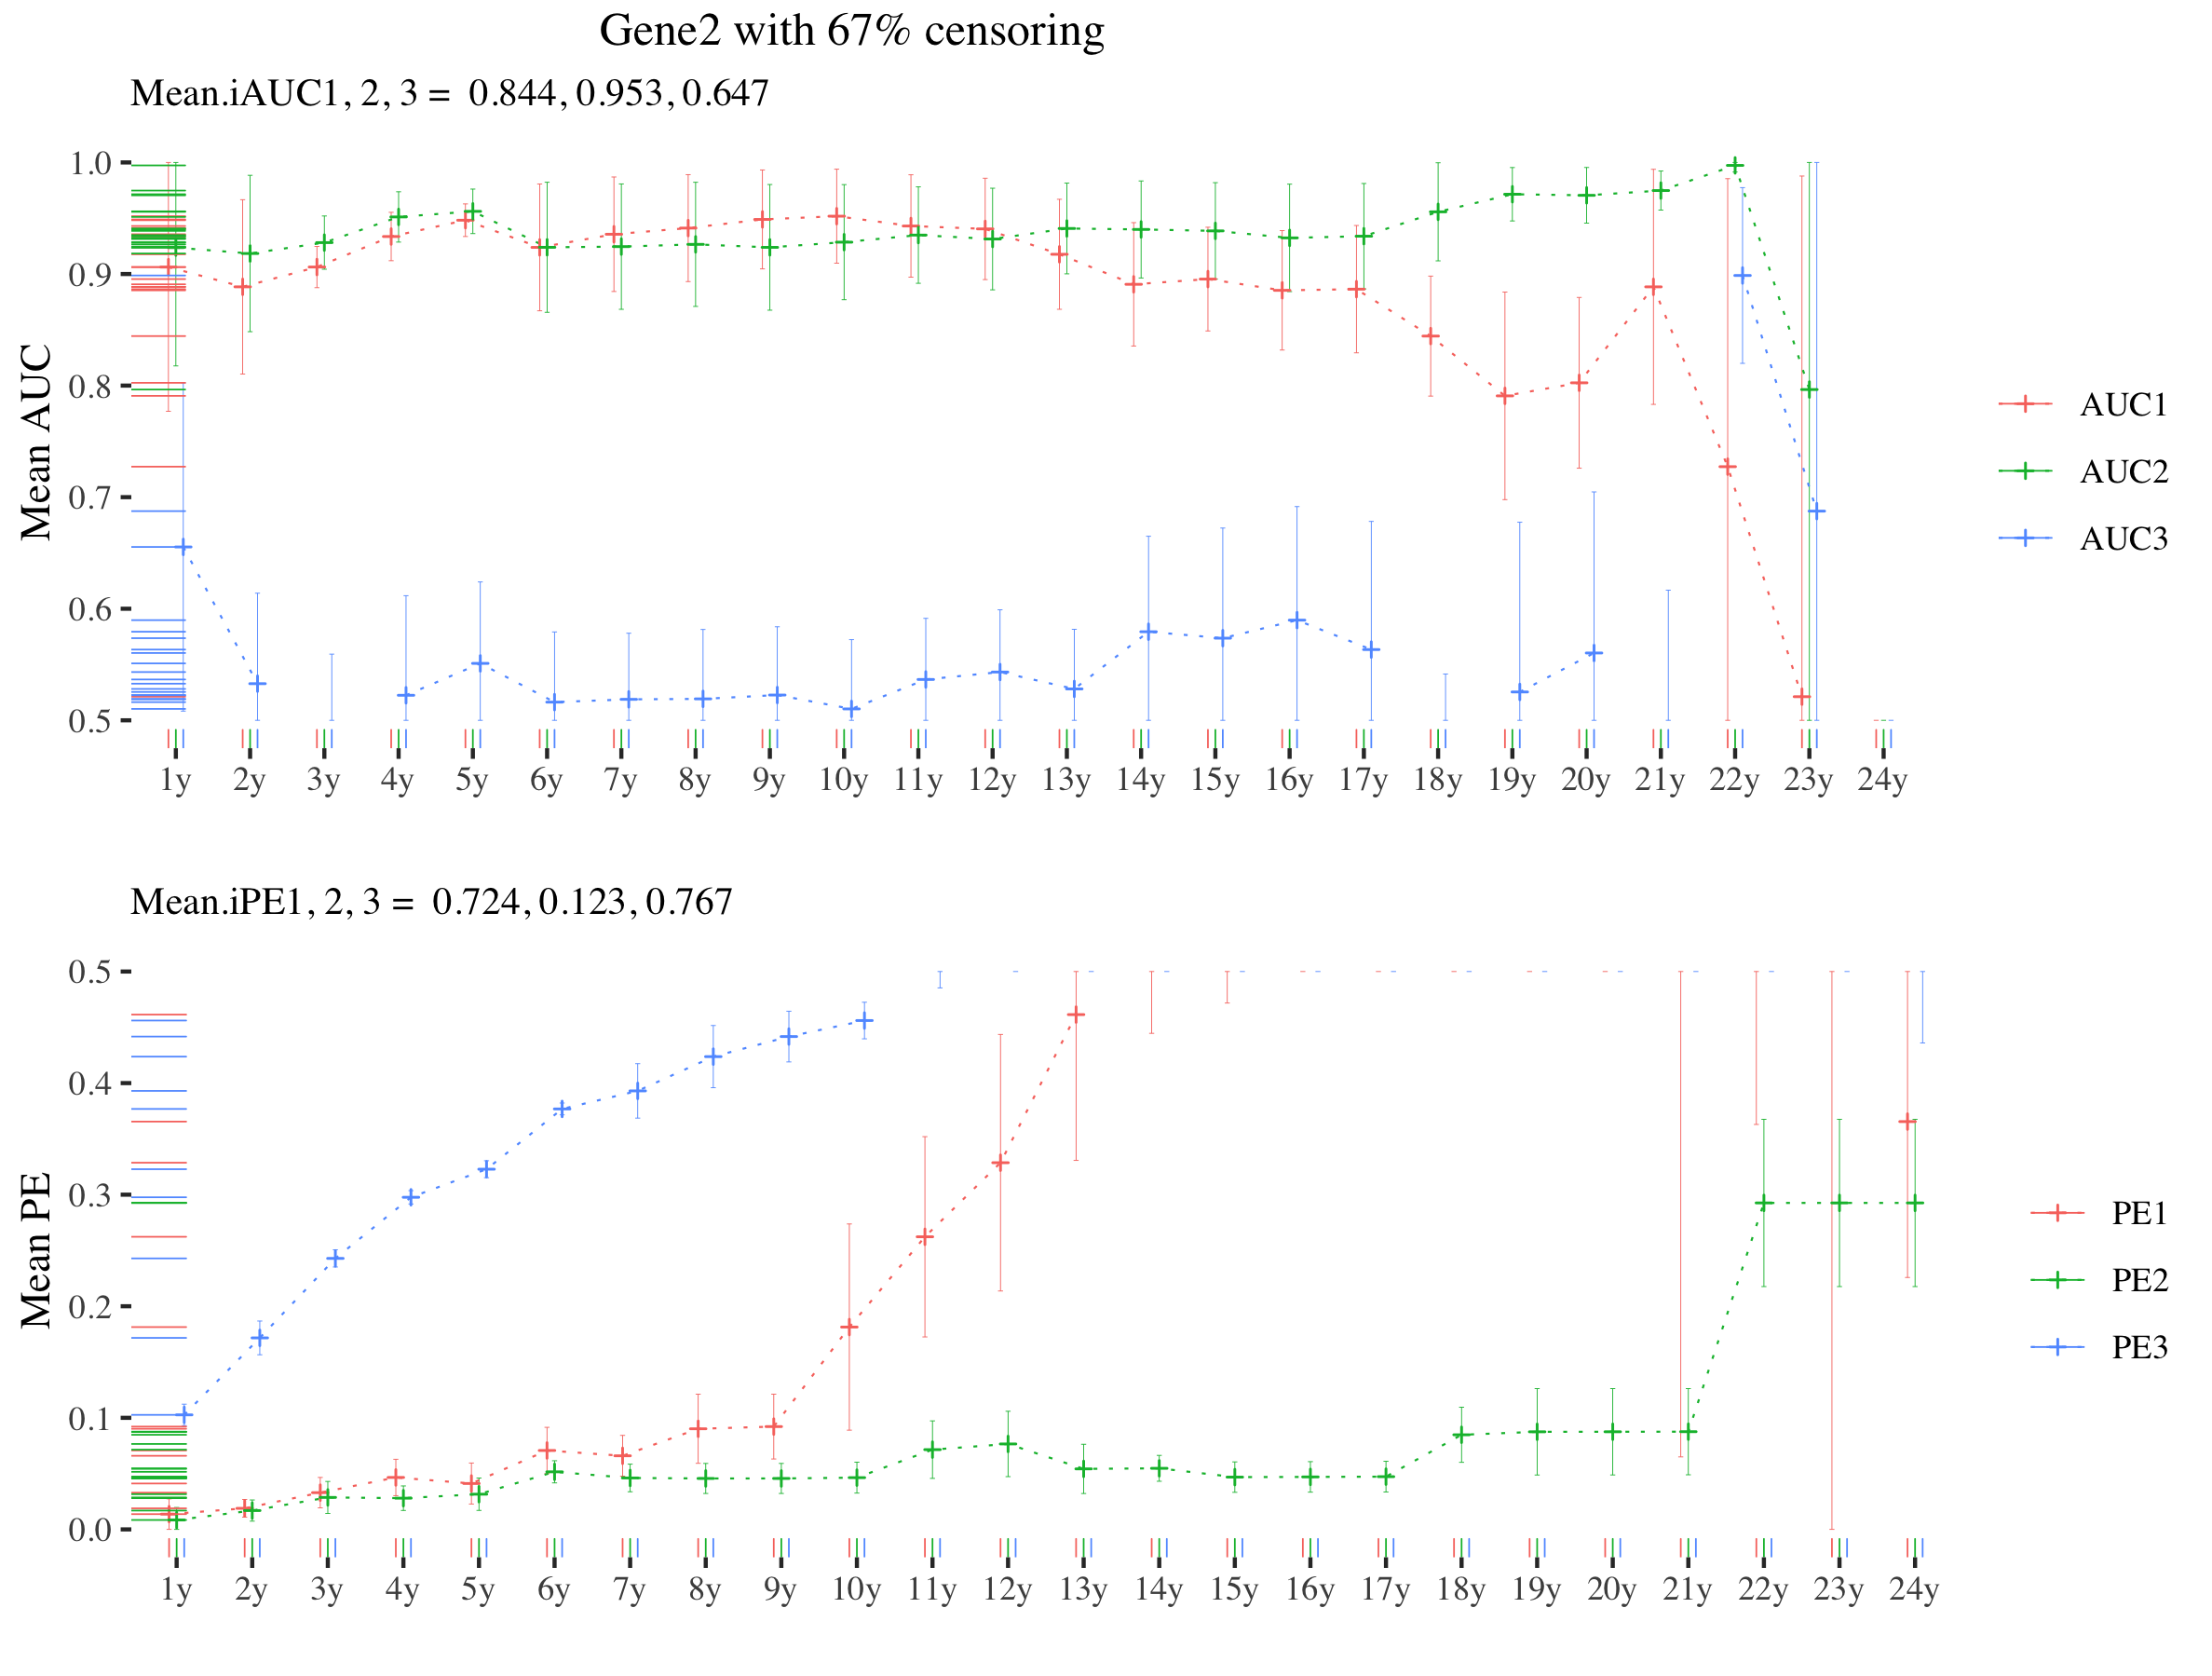 Gene2 with 67% censoring
Mean.iAUC1, 2, 3 = 0.844, 0.953, 0.647
Mean AUC
1.0
0.9
0.8
0.7
0.6
0.5
1y 2y 3y 4y 5y 6y 7y 8y 9y 10y 11y 12y 13y 14y 15y 16y 17y 18y 19y 20y 21y 22y 23y 24y
AUC1
AUC2
AUC3
Mean.iPE1, 2, 3 = 0.724, 0.123, 0.767
Mean PE
0.5
0.4
0.3
0.2
0.1
0.0
1y 2y 3y 4y 5y 6y 7y 8y 9y 10y 11y 12y 13y 14y 15y 16y 17y 18y 19y 20y 21y 22y 23y 24y
PE1
PE2
PE3